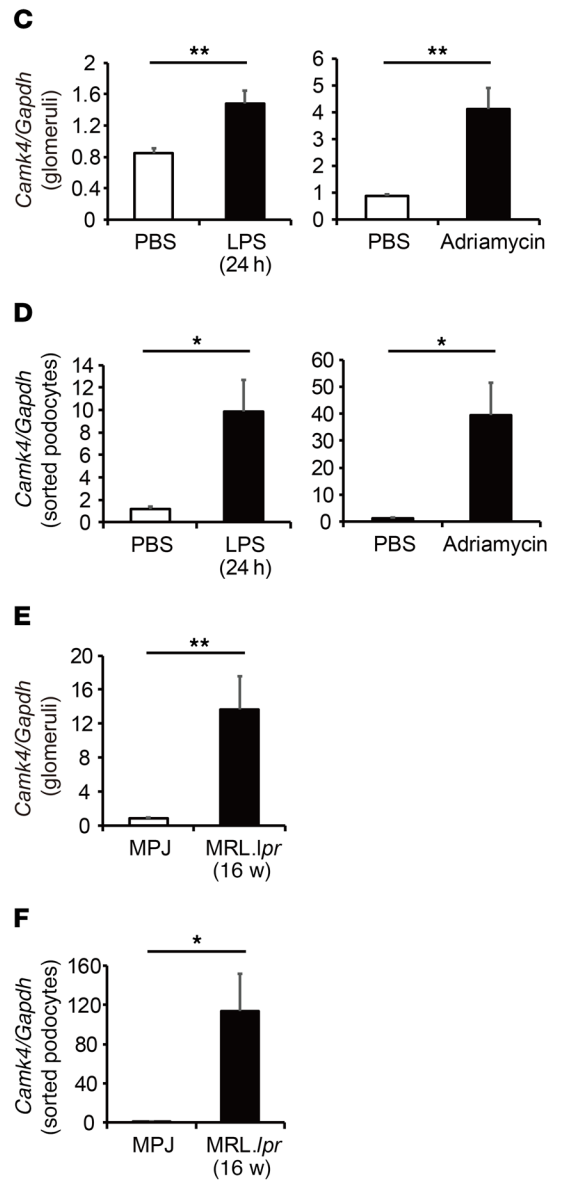 C
**
**
Camk4/Gapdh
(glomeruli)
2
1.6
1.2
0.8
0.4
0
6
5
4
3
2
1
0
PBS
LPS
(24 h)
PBS
Adriamycin
D
*
*
Camk4/Gapdh
(sorted podocytes)
14
12
10
8
6
4
2
0
60
50
40
30
20
10
0
PBS
LPS
(24 h)
PBS
Adriamycin
E
**
Camk4/Gapdh
(glomeruli)
20
16
12
8
4
0
MPJ
MRL.lpr
(16 w)
F
*
Camk4/Gapdh
(sorted podocytes)
160
120
80
40
0
MPJ
MRL.lpr
(16 w)